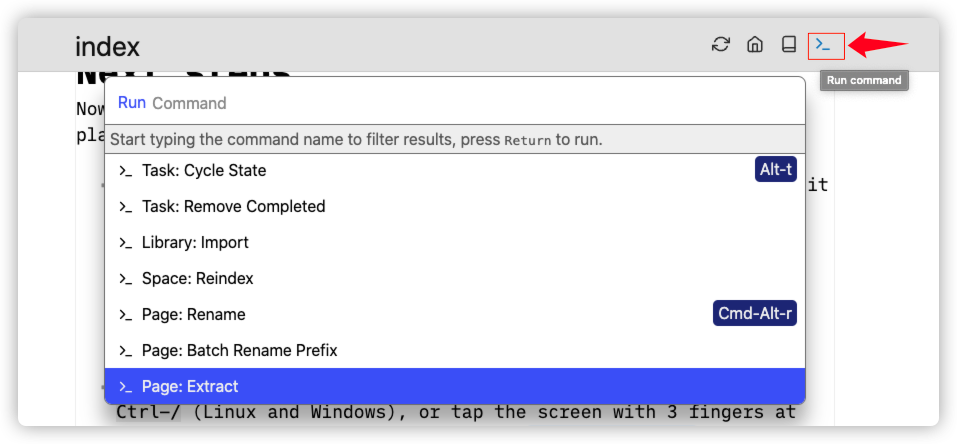 index
Run command
Next steps
Now
pla
Run Command
Start typing the command name to filter results, press Return to run.
>_ Task: Cycle State Alt-t
it
>_ Task: Remove Completed
>_ Library: Import
>_ Space: Reindex
>_ Page: Rename Cmd-Alt-r
>_ Page: Batch Rename Prefix
>_ Page: Extract
Ctrl-/ (Linux and Windows), or tap the screen with 3 fingers at